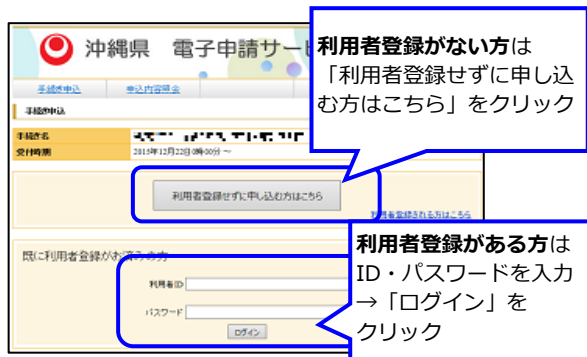 沖縄県 電子申請サー
利用者登録がない方は
「利用者登録せずに申し込
む方はこちら」をクリック
手続き申込
申込内容照会
手続き申込
手続き名
受付時期
2015年12月22日0時00分 ～
利用者登録せずに申し込む方はこちら
利用者登録される方はこちら
既に利用者登録がお済みの方
利用者ID
パスワード
ログイン
利用者登録がある方は
ID・パスワードを入力
→「ログイン」を
クリック